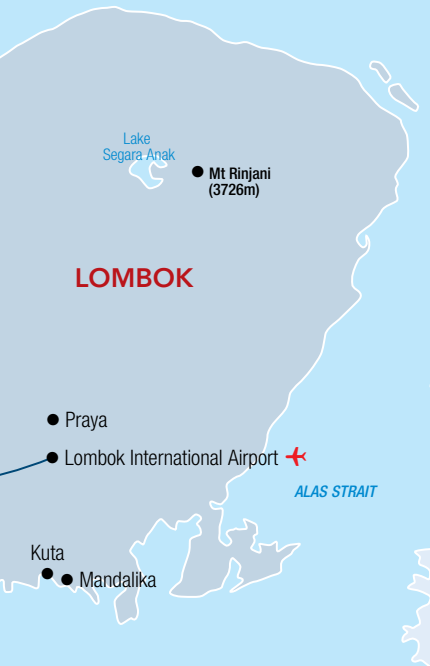 Lake
Segara Anak
Mt Rinjani
(3726m)
LOMBOK
Praya
Lombok International Airport
ALAS STRAIT
Kuta
Mandalika